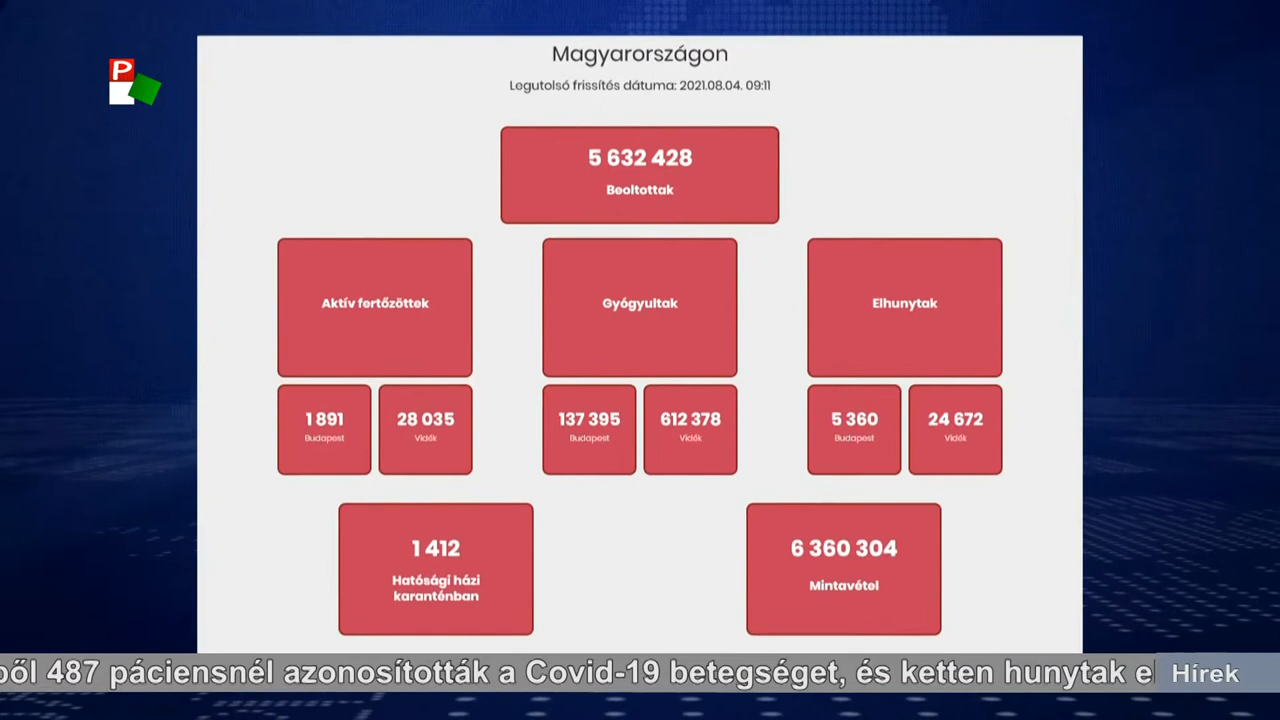 P
Magyarországon
Legutolsó frissítés dátuma: 2021.08.04. 09:11
5 632 428
Beoltottak
Aktív fertőzöttek
Gyógyultak
Elhunytak
1 891
Budapest
28 035
Vidék
137 395
Budapest
612 378
Vidék
5 360
Budapest
24 672
Vidék
1 412
Hatósági házi
karanténban
6 360 304
Mintavétel
ből 487 páciensnél azonosították a Covid-19 betegséget, és ketten hunytak e
Hírek